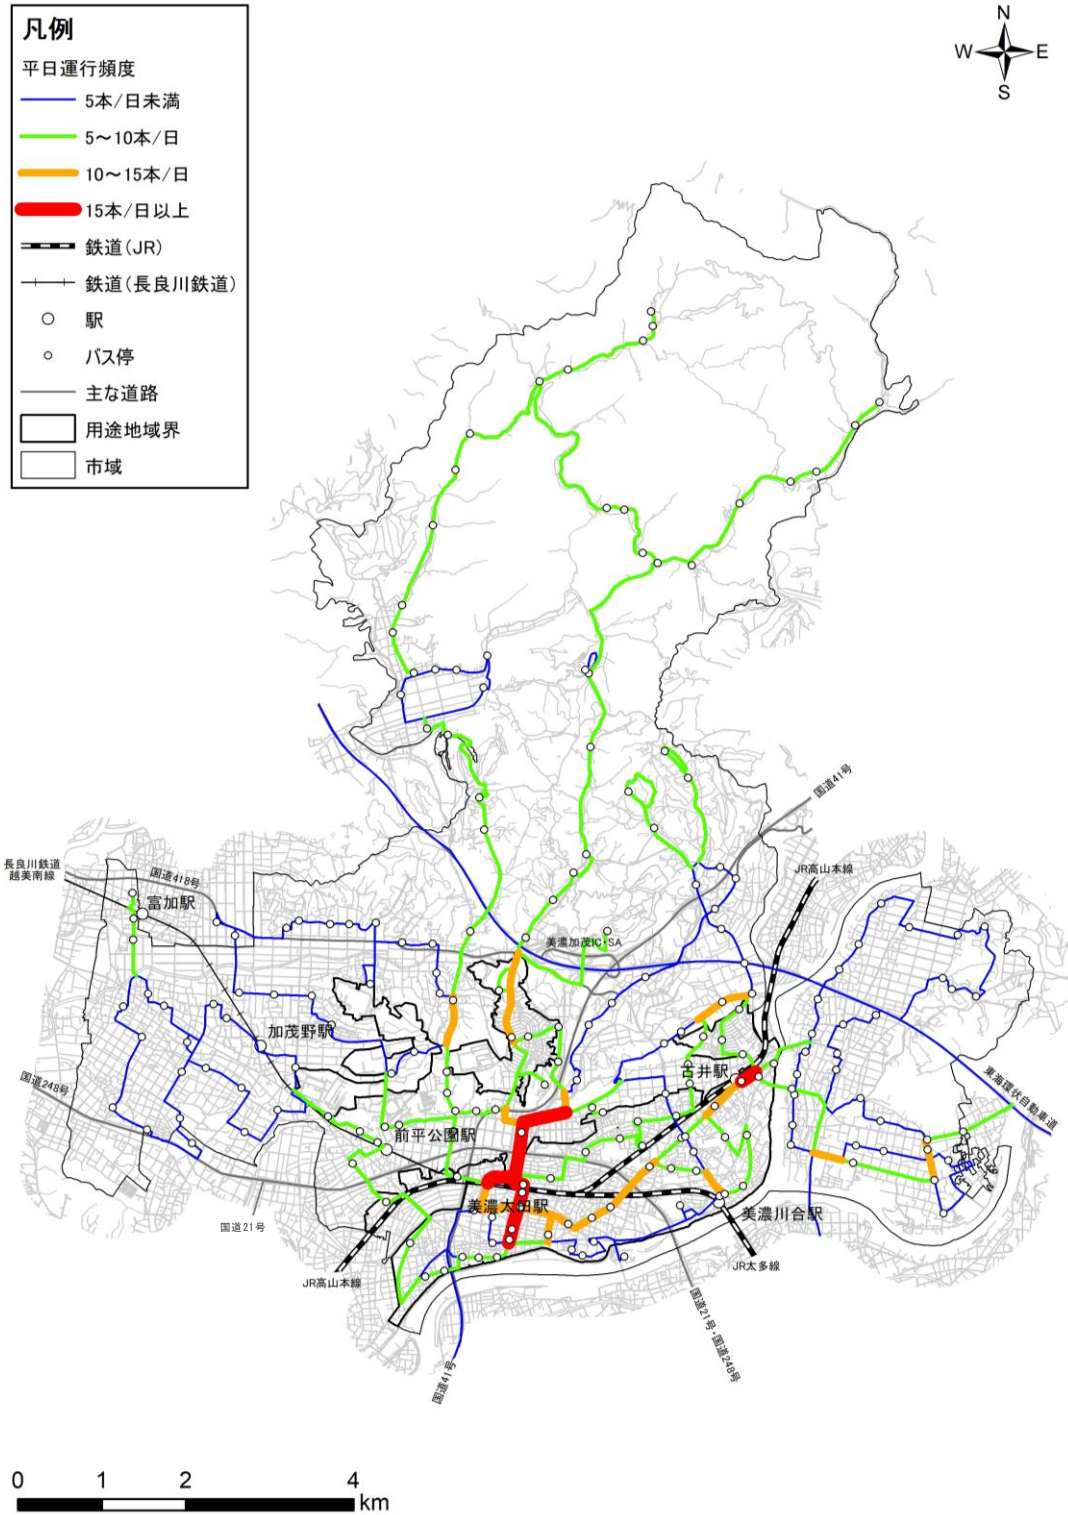 凡例
平日運行頻度
5本/日未満
5～10本/日
10～15本/日
15本/日以上
鉄道(JR)
鉄道(長良川鉄道)
駅
バス停
主な道路
用途地域界
市域
N
W
E
S
国道41号
長良川鉄道
越美南線
国道418号
JR高山本線
富加駅
美濃加茂IC・SA
加茂野駅
古井駅
国道248号
東海環状自動車道
前平公園駅
美濃太田駅
美濃川合駅
国道21号
JR高山本線
JR太多線
国道21号・国道248号
国道41号
0
1
2
4
km